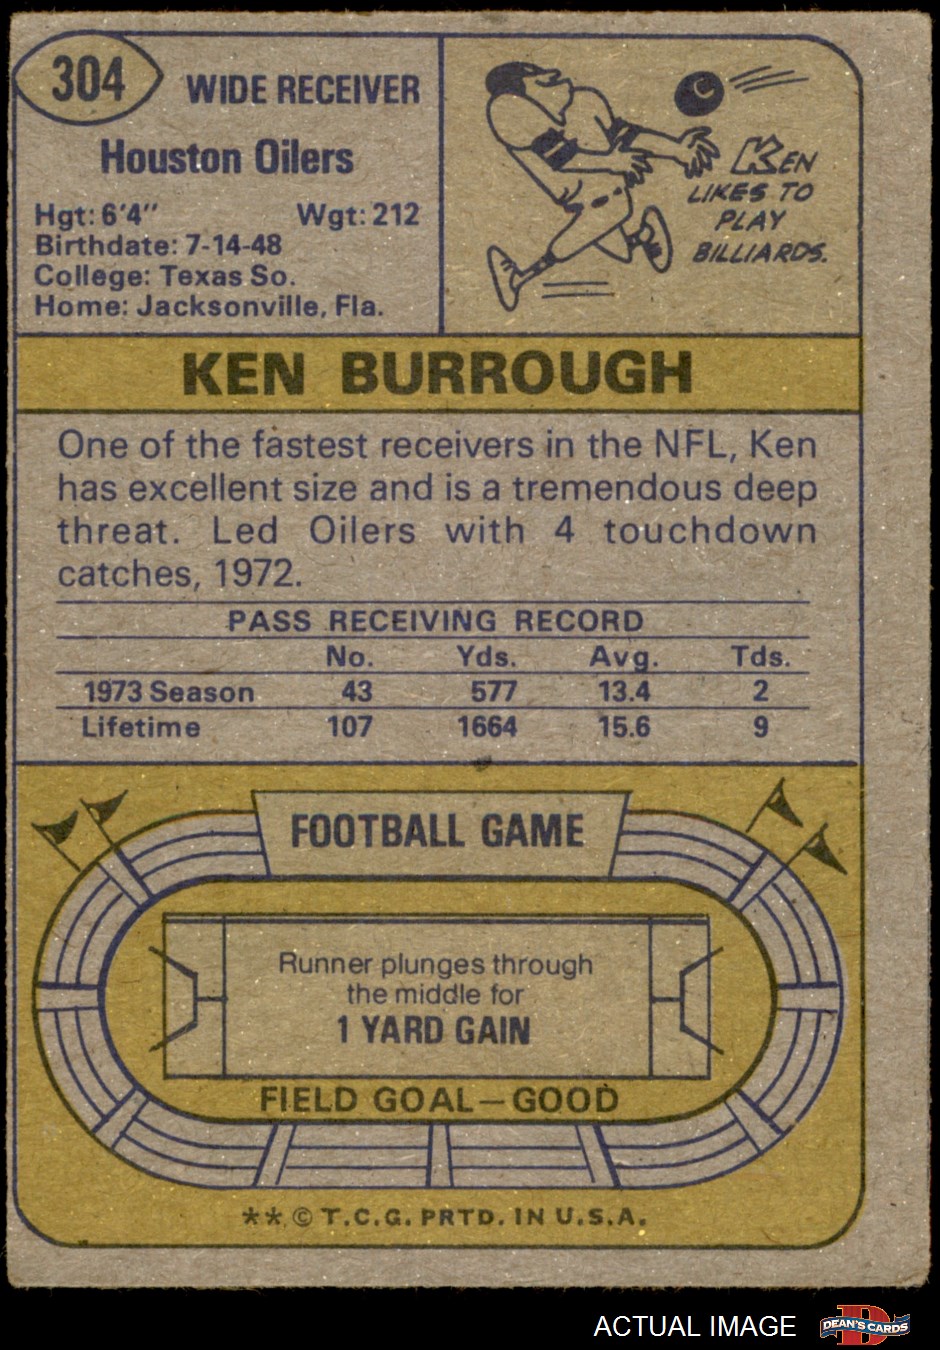 304
WIDE RECEIVER
Houston Oilers
Hgt: 6'4" Wgt: 212
Birthdate: 7-14-48
College: Texas So.
Home: Jacksonville, Fla.
KEN
LIKES TO
PLAY
BILLIARDS.
KEN BURROUGH
One of the fastest receivers in the NFL, Ken
has excellent size and is a tremendous deep
threat. Led Oilers with 4 touchdown
catches, 1972.
PASS RECEIVING RECORD
No. Yds. Avg. Tds.
1973 Season 43 577 13.4 2
Lifetime 107 1664 15.6 9
FOOTBALL GAME
Runner plunges through
the middle for
1 YARD GAIN
FIELD GOAL—GOOD
**© T.C.G. PRTD. IN U.S.A.
ACTUAL IMAGE
D
DEAN'S CARDS